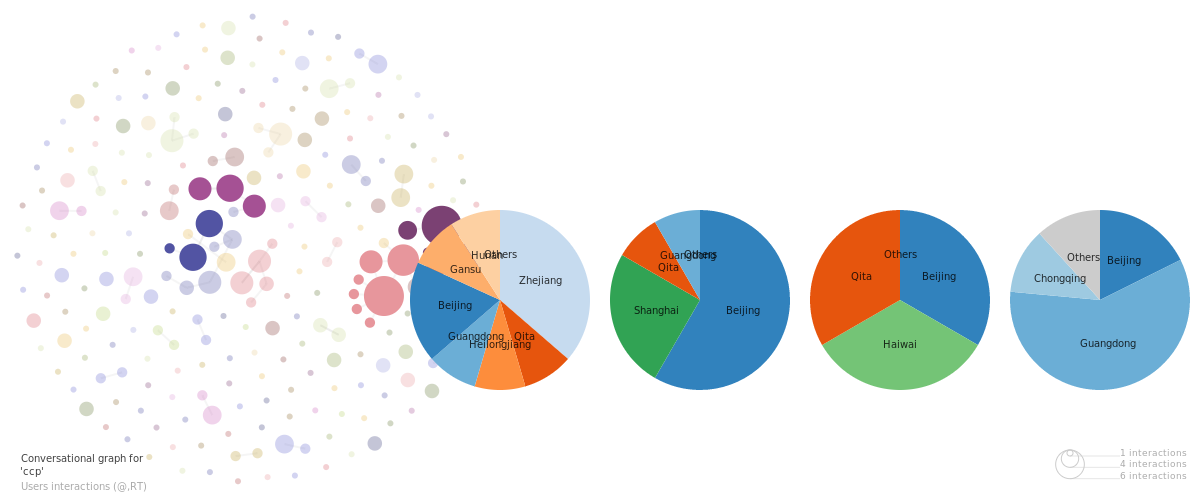 Others
Hunan
Gansu
Zhejiang
Beijing
Guangdong
Qita
Heilongjiang
Others
Guangdong
Qita
Shanghai
Beijing
Others
Qita
Beijing
Haiwai
Others
Beijing
Chongqing
Guangdong
Conversational graph for
'ccp'
Users interactions (@,RT)
1 interactions
4 interactions
6 interactions